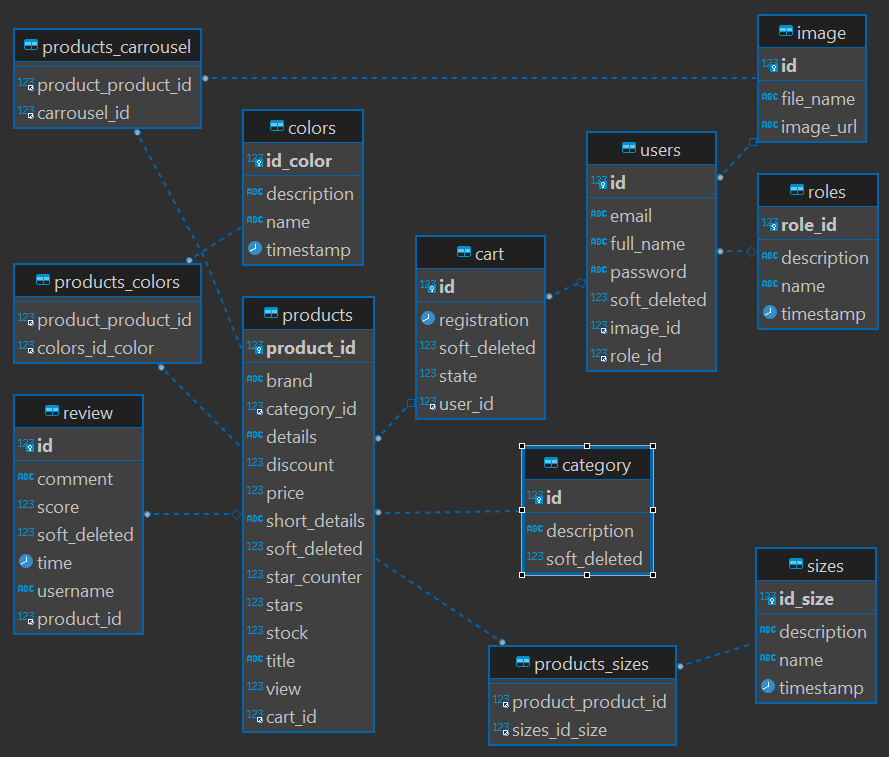 products_carrousel
123 product_product_id
123 carrousel_id
image
123 id
ABC file_name
ABC image_url
colors
123 id_color
ABC description
ABC name
timestamp
users
123 id
ABC email
ABC full_name
ABC password
123 soft_deleted
123 image_id
123 role_id
roles
123 role_id
ABC description
ABC name
timestamp
products_colors
123 product_product_id
123 colors_id_color
cart
123 id
registration
123 soft_deleted
123 state
123 user_id
products
123 product_id
ABC brand
123 category_id
ABC details
123 discount
123 price
ABC short_details
123 soft_deleted
123 star_counter
123 stars
123 stock
ABC title
123 view
123 cart_id
review
123 id
ABC comment
123 score
123 soft_deleted
time
ABC username
123 product_id
category
123 id
ABC description
123 soft_deleted
sizes
123 id_size
ABC description
ABC name
timestamp
products_sizes
123 product_product_id
123 sizes_id_size